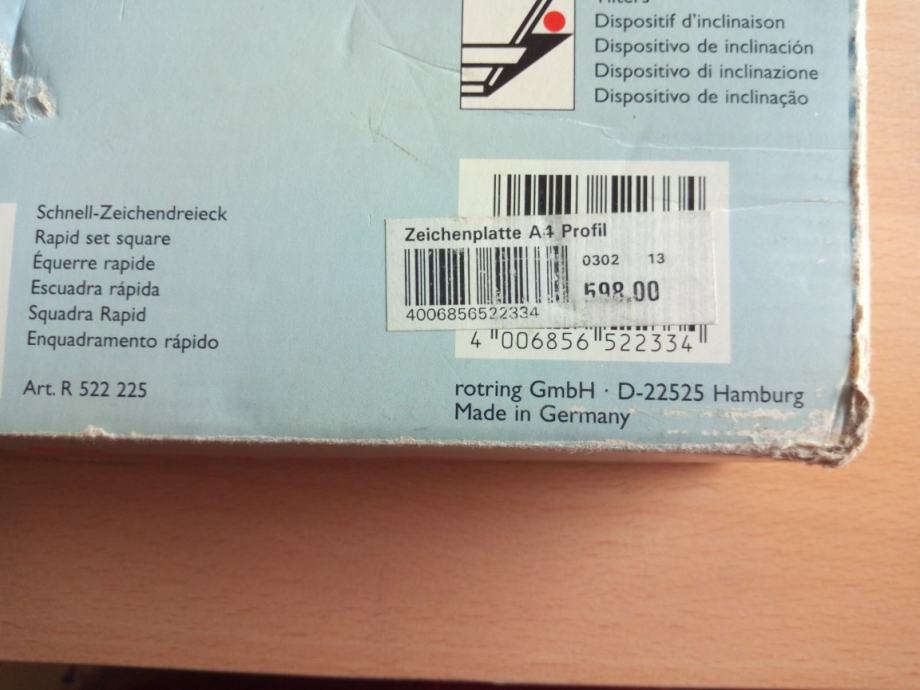 Dispositif d'inclinaison
Dispositivo de inclinación
Dispositivo di inclinazione
Dispositivo de inclinação
Schnell-Zeichendreieck
Rapid set square
Équerre rapide
Escuadra rápida
Squadra Rapid
Enquadramento rápido
Art. R 522 225
Zeichenplatte A4 Profil
0302 13
598.00
4006856522334
4 006856 522334
rotring GmbH · D-22525 Hamburg
Made in Germany